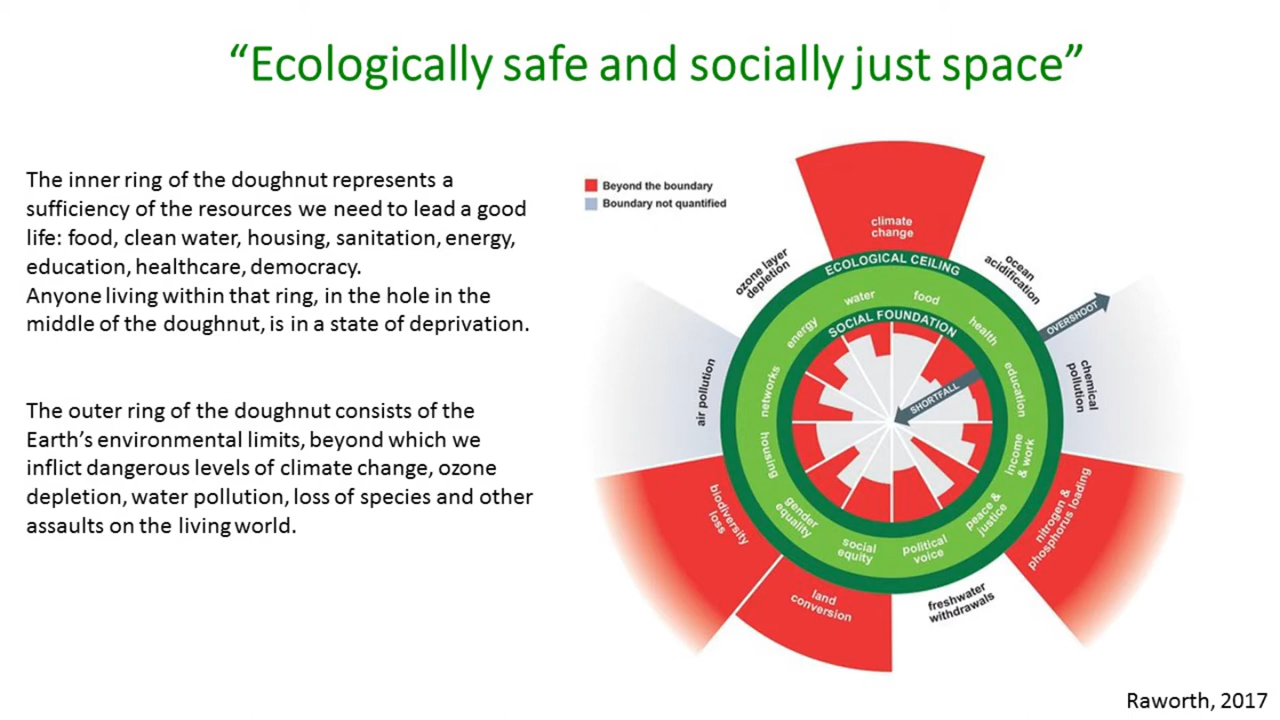 “Ecologically safe and socially just space”
The inner ring of the doughnut represents a
sufficiency of the resources we need to lead a good
life: food, clean water, housing, sanitation, energy,
education, healthcare, democracy.
Anyone living within that ring, in the hole in the
middle of the doughnut, is in a state of deprivation.
The outer ring of the doughnut consists of the
Earth’s environmental limits, beyond which we
inflict dangerous levels of climate change, ozone
depletion, water pollution, loss of species and other
assaults on the living world.
Beyond the boundary
Boundary not quantified
climate
change
ozone layer
depletion
ocean
acidification
ECOLOGICAL CEILING
OVERSHOOT
water
food
energy
health
SOCIAL FOUNDATION
SHORTFALL
networks
education
air pollution
chemical
pollution
housing
income
& work
gender
equality
peace &
justice
social
equity
political
voice
biodiversity
loss
nitrogen &
phosphorus loading
land
conversion
freshwater
withdrawals
Raworth, 2017